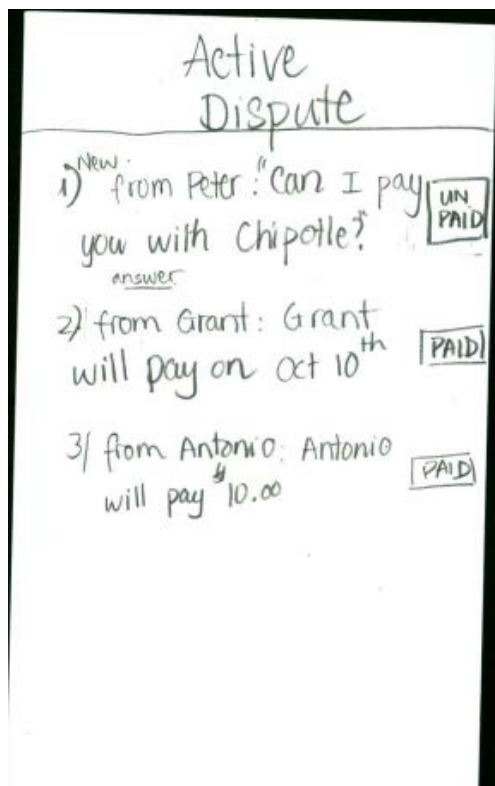 Active
Dispute
New.
1) from Peter: "Can I pay
you with Chipotle?"
UN
PAID
answer
2) from Grant: Grant
will pay on Oct 10th
PAID
3) from Antonio: Antonio
will pay $10.00
PAID